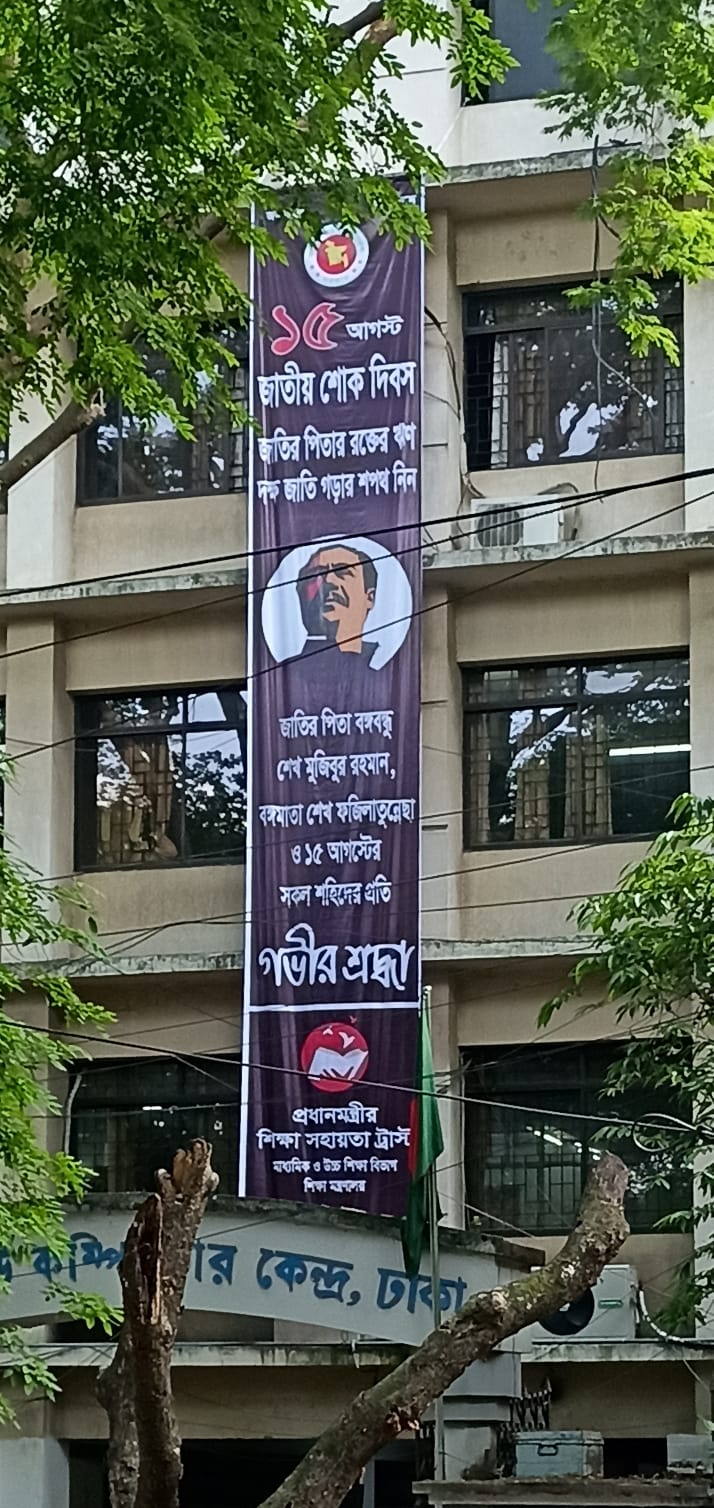 ১৫ আগস্ট
জাতীয় শোক দিবস
জাতির পিতার রক্তের ঋণ
দক্ষ জাতি গড়ার শপথ নিন
জাতির পিতা বঙ্গবন্ধু
শেখ মুজিবুর রহমান,
বঙ্গমাতা শেখ ফজিলাতুন্নেছা
ও ১৫ আগস্টের
সকল শহিদের প্রতি
গভীর শ্রদ্ধা
প্রধানমন্ত্রীর
শিক্ষা সহায়তা ট্রাস্ট
মাধ্যমিক ও উচ্চ শিক্ষা বিভাগ
শিক্ষা মন্ত্রণালয়
কেন্দ্র, ঢাকা